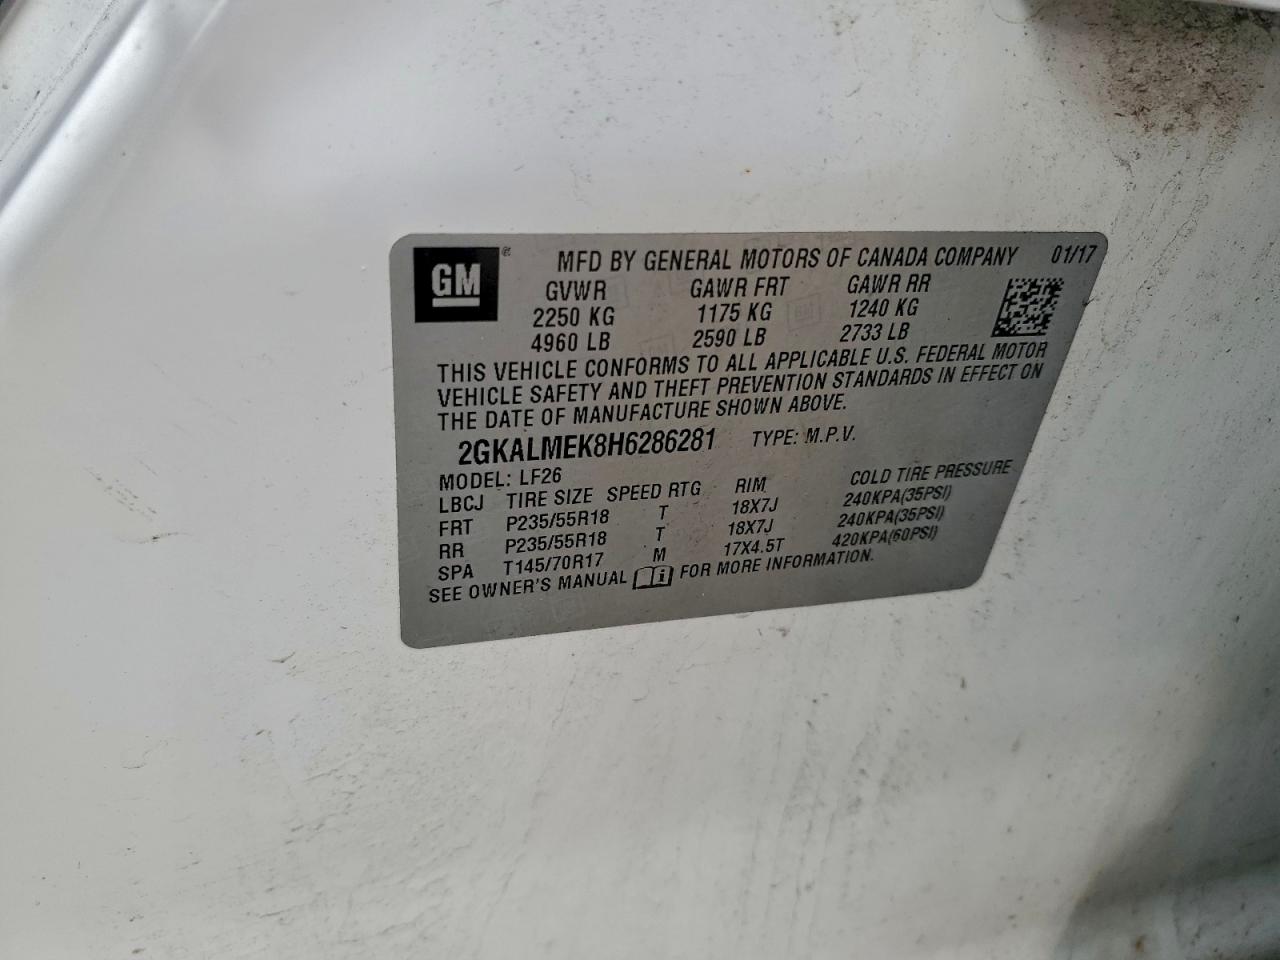 GM ®
MFD BY GENERAL MOTORS OF CANADA COMPANY 01/17
GVWR GAWR FRT GAWR RR
2250 KG 1175 KG 1240 KG
4960 LB 2590 LB 2733 LB
THIS VEHICLE CONFORMS TO ALL APPLICABLE U.S. FEDERAL MOTOR
VEHICLE SAFETY AND THEFT PREVENTION STANDARDS IN EFFECT ON
THE DATE OF MANUFACTURE SHOWN ABOVE.
2GKALMEK8H6286281 TYPE: M.P.V.
MODEL: LF26
LBCJ TIRE SIZE SPEED RTG RIM COLD TIRE PRESSURE
FRT P235/55R18 T 18X7J 240KPA(35PSI)
RR P235/55R18 T 18X7J 240KPA(35PSI)
SPA T145/70R17 M 17X4.5T 420KPA(60PSI)
SEE OWNER'S MANUAL FOR MORE INFORMATION.